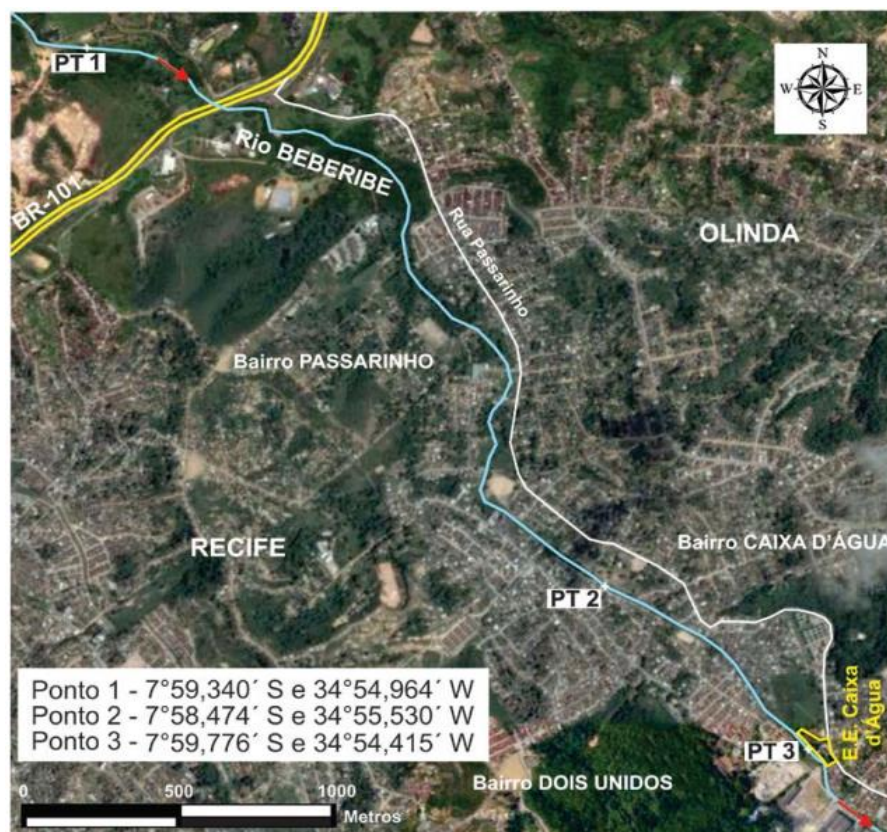 PT 1
N
W E
S
BR-101
Rio BEBERIBE
Rua Passarinho
OLINDA
Bairro PASSARINHO
RECIFE
Bairro CAIXA D'ÁGUA
PT 2
Ponto 1 - 7°59,340´ S e 34°54,964´ W
Ponto 2 - 7°58,474´ S e 34°55,530´ W
Ponto 3 - 7°59,776´ S e 34°54,415´ W
PT 3
E.E. Caixa
d'Água
Bairro DOIS UNIDOS
0 500 1000
Metros